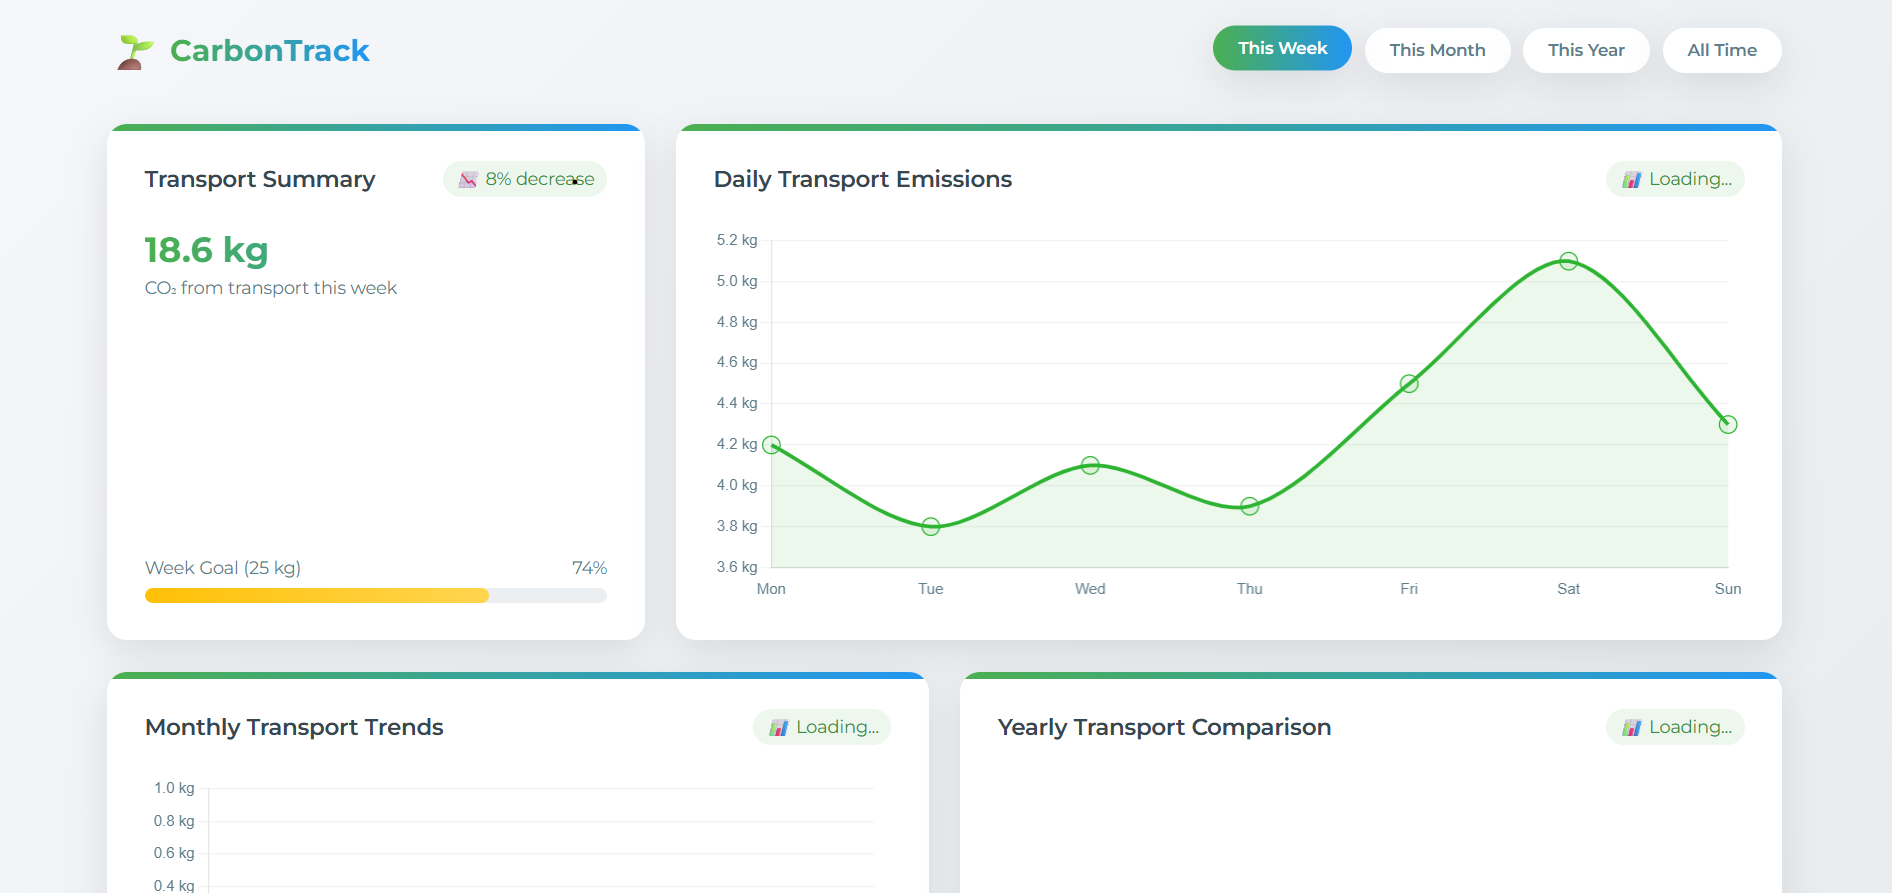 CarbonTrack
This Week
This Month
This Year
All Time
Transport Summary
8% decrease
18.6 kg
CO₂ from transport this week
Week Goal (25 kg)
74%
Daily Transport Emissions
Loading...
5.2 kg
5.0 kg
4.8 kg
4.6 kg
4.4 kg
4.2 kg
4.0 kg
3.8 kg
3.6 kg
Mon Tue Wed Thu Fri Sat Sun
Monthly Transport Trends
Loading...
1.0 kg
0.8 kg
0.6 kg
0.4 kg
Yearly Transport Comparison
Loading...